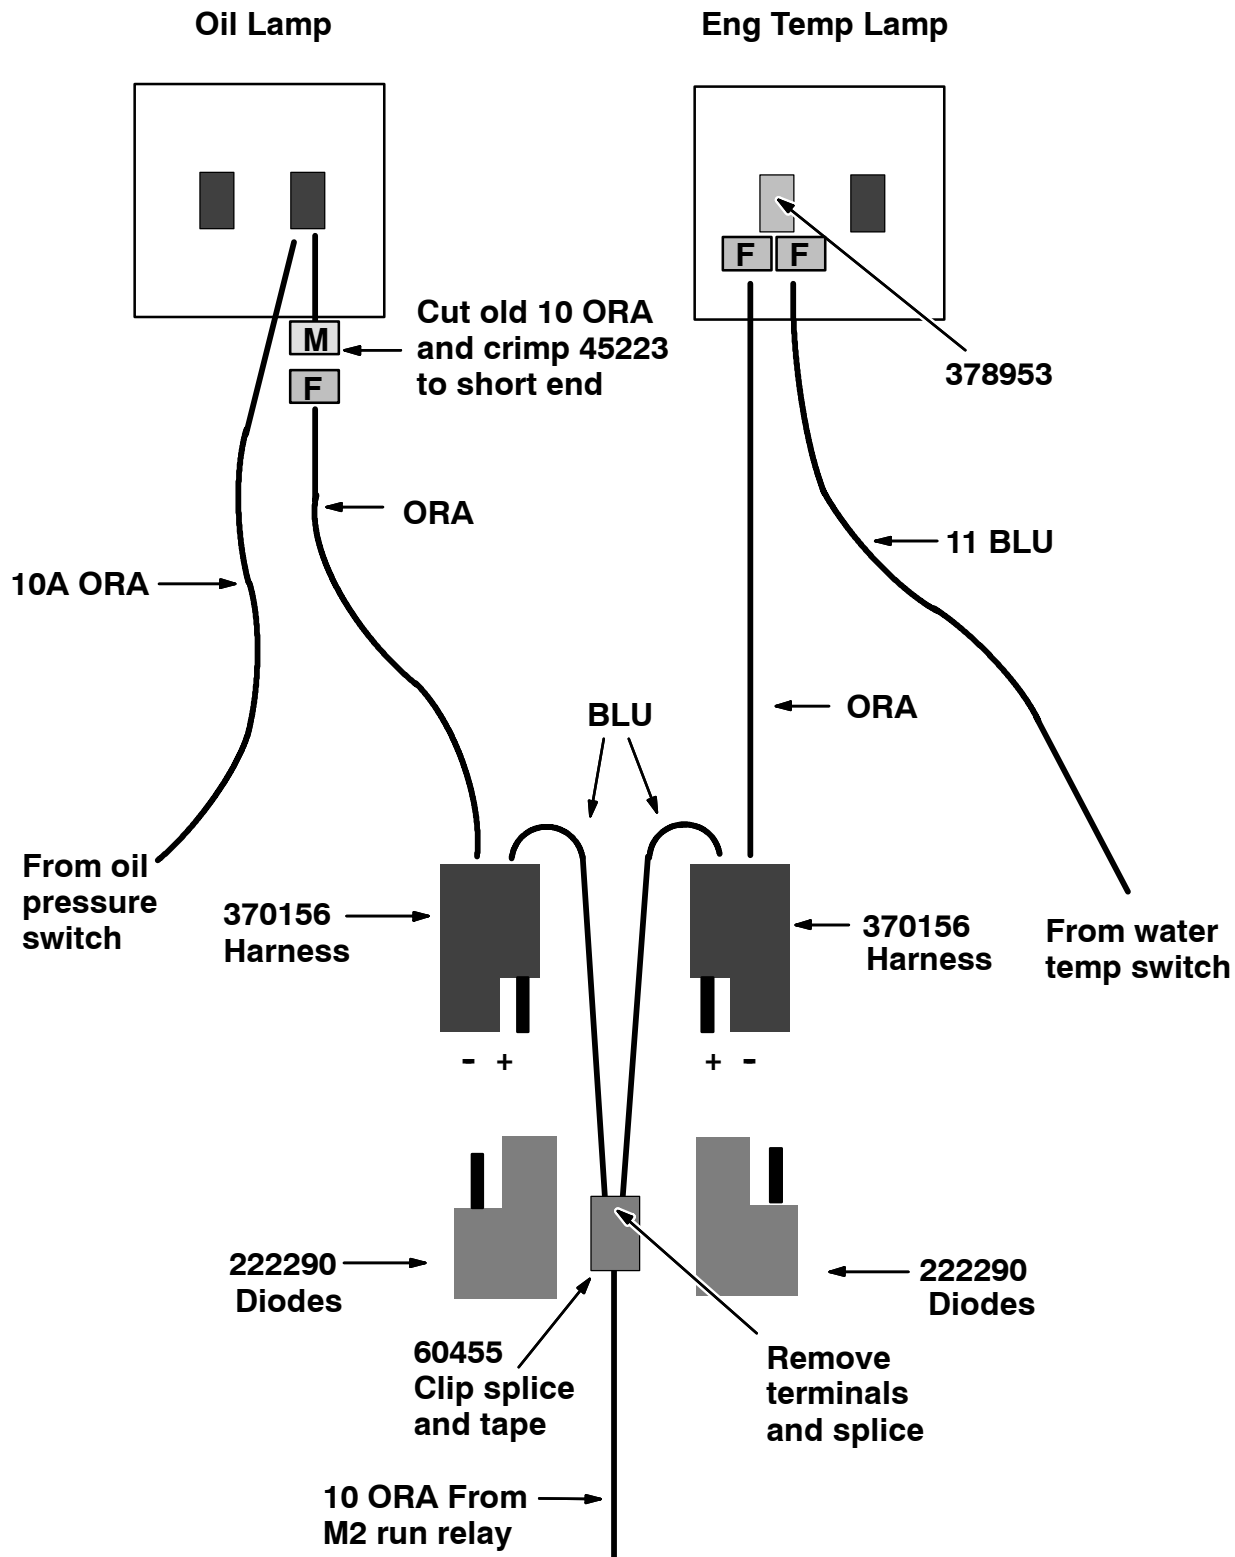 Oil Lamp
Eng Temp Lamp
F F
M
F
Cut old 10 ORA
and crimp 45223
to short end
378953
ORA
11 BLU
10A ORA
BLU
ORA
From oil
pressure
switch
370156
Harness
370156
Harness
From water
temp switch
- +
+ -
222290
Diodes
222290
Diodes
60455
Clip splice
and tape
Remove
terminals
and splice
10 ORA From
M2 run relay